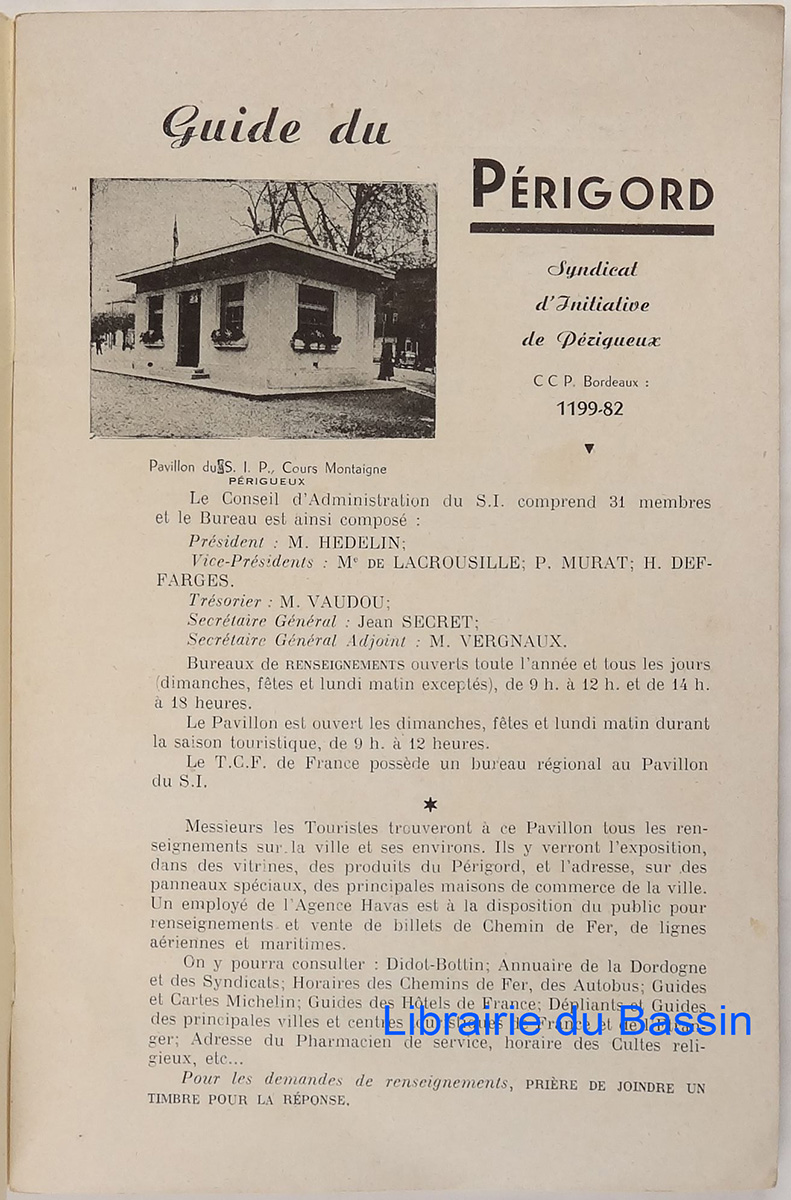 Guide du
PÉRIGORD
Syndicat
d'Initiative
de Périgueux
C C P. Bordeaux :
1199-82
Pavillon du S. I. P., Cours Montaigne
PÉRIGUEUX
Le Conseil d'Administration du S.I. comprend 31 membres
et le Bureau est ainsi composé :
Président : M. HEDELIN;
Vice-Présidents : Me DE LACROUSILLE; P. MURAT; H. DEF-
FARGES.
Trésorier : M. VAUDOU;
Secrétaire Général : Jean SECRET;
Secrétaire Général Adjoint : M. VERGNAUX.
Bureaux de RENSEIGNEMENTS ouverts toute l'année et tous les jours
(dimanches, fêtes et lundi matin exceptés), de 9 h. à 12 h. et de 14 h.
à 18 heures.
Le Pavillon est ouvert les dimanches, fêtes et lundi matin durant
la saison touristique, de 9 h. à 12 heures.
Le T.C.F. de France possède un bureau régional au Pavillon
du S.I.
Messieurs les Touristes trouveront à ce Pavillon tous les ren-
seignements sur la ville et ses environs. Ils y verront l'exposition,
dans des vitrines, des produits du Périgord, et l'adresse, sur des
panneaux spéciaux, des principales maisons de commerce de la ville.
Un employé de l'Agence Havas est à la disposition du public pour
renseignements et vente de billets de Chemin de Fer, de lignes
aériennes et maritimes.
On y pourra consulter : Didot-Bottin; Annuaire de la Dordogne
et des Syndicats; Horaires des Chemins de Fer, des Autobus; Guides
et Cartes Michelin; Guides des Hôtels de France; Dépliants et Guides
des principales villes et centres France et de
ger; Adresse du Pharmacien de service, horaire des Cultes reli-
gieux, etc...
Pour les demandes de renseignements, PRIÈRE DE JOINDRE UN
TIMBRE POUR LA RÉPONSE.
Librairie du Bassin